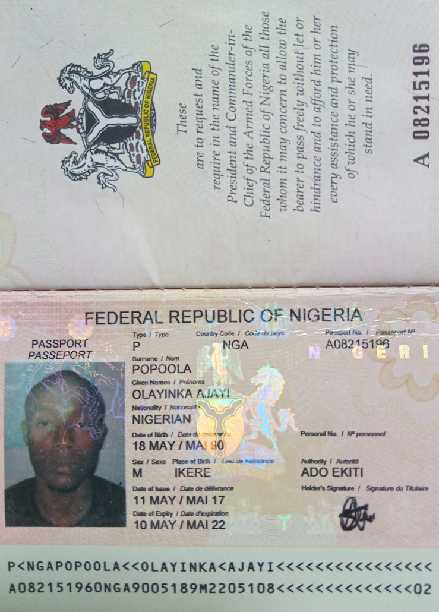 These
are to request and
require in the name of the
President and Commander-in-
Chief of the Armed Forces of the
Federal Republic of Nigeria all those
whom it may concern to allow the
bearer to pass freely without let or
hindrance and to afford him or her
every assistance and protection
of which he or she may
stand in need.
A 08215196
FEDERAL REPUBLIC OF NIGERIA
PASSPORT
PASSEPORT
Type / Type Country Code / Code du pays Passport No. / Passeport Nº
P NGA A08215196
Surname / Nom
POPOOLA
Given Names / Prénoms
OLAYINKA AJAYI
Nationality / Nationalité
NIGERIAN
Date of Birth / Date de naissance Personal No. / Nº personnel
18 MAY / MAI 90
Sex / Sexe Place of Birth / Lieu de naissance Authority / Autorité
M IKERE ADO EKITI
Date of Issue / Date de délivrance Holder's Signature / Signature du Titulaire
11 MAY / MAI 17
Date of Expiry / Date d'expiration
10 MAY / MAI 22
P<NGAPOPOOLA<<OLAYINKA<AJAYI<<<<<<<<<<<<<<<<
A082151960NGA9005189M2205108<<<<<<<<<<<<<<02